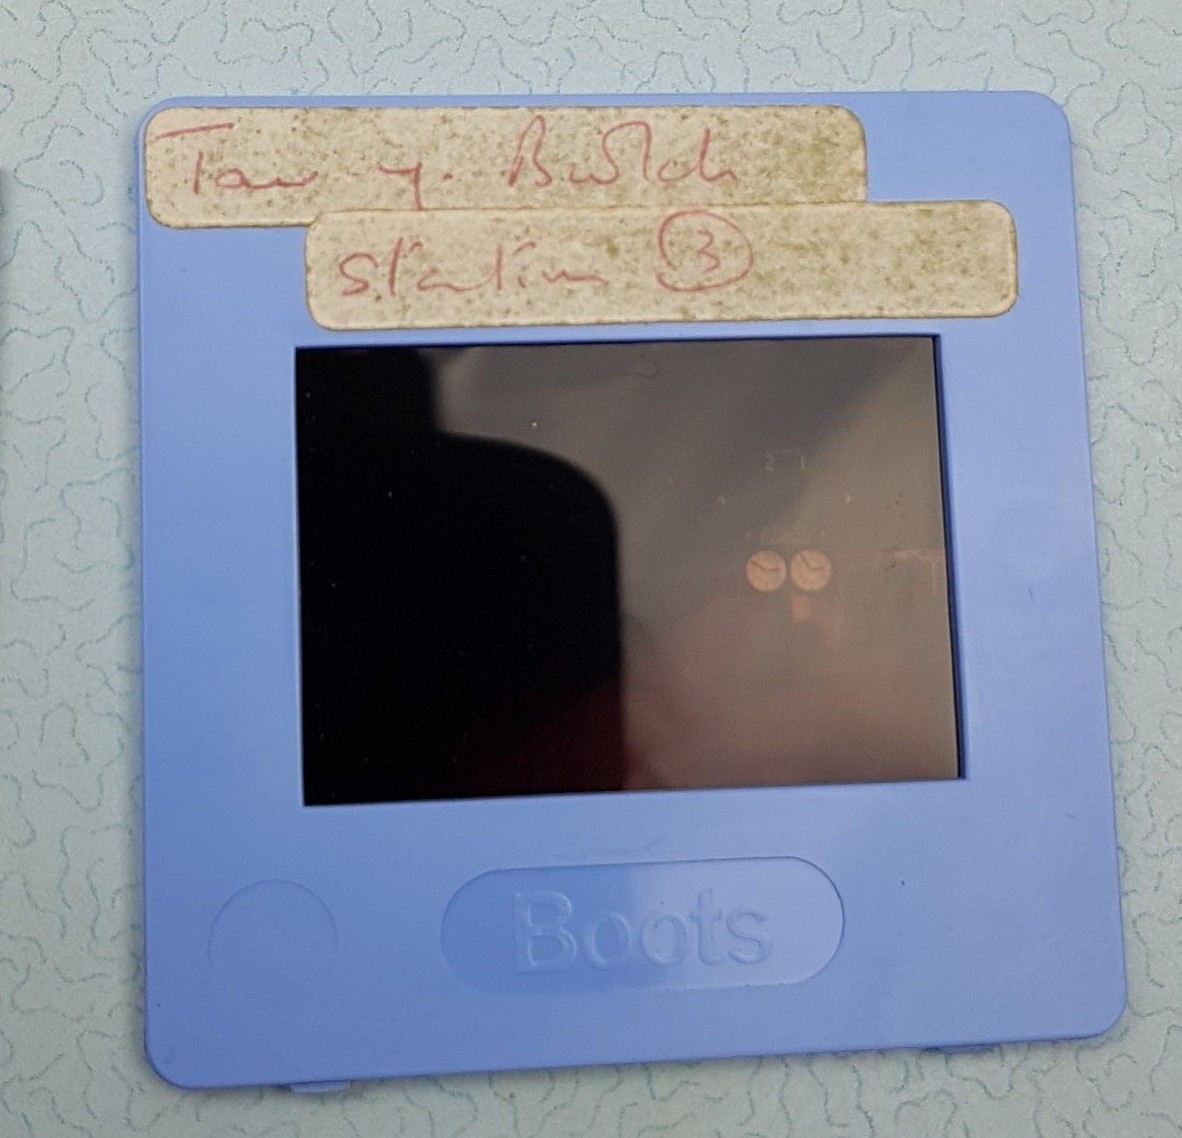 Tan y. Bwlch
station ③
Boots